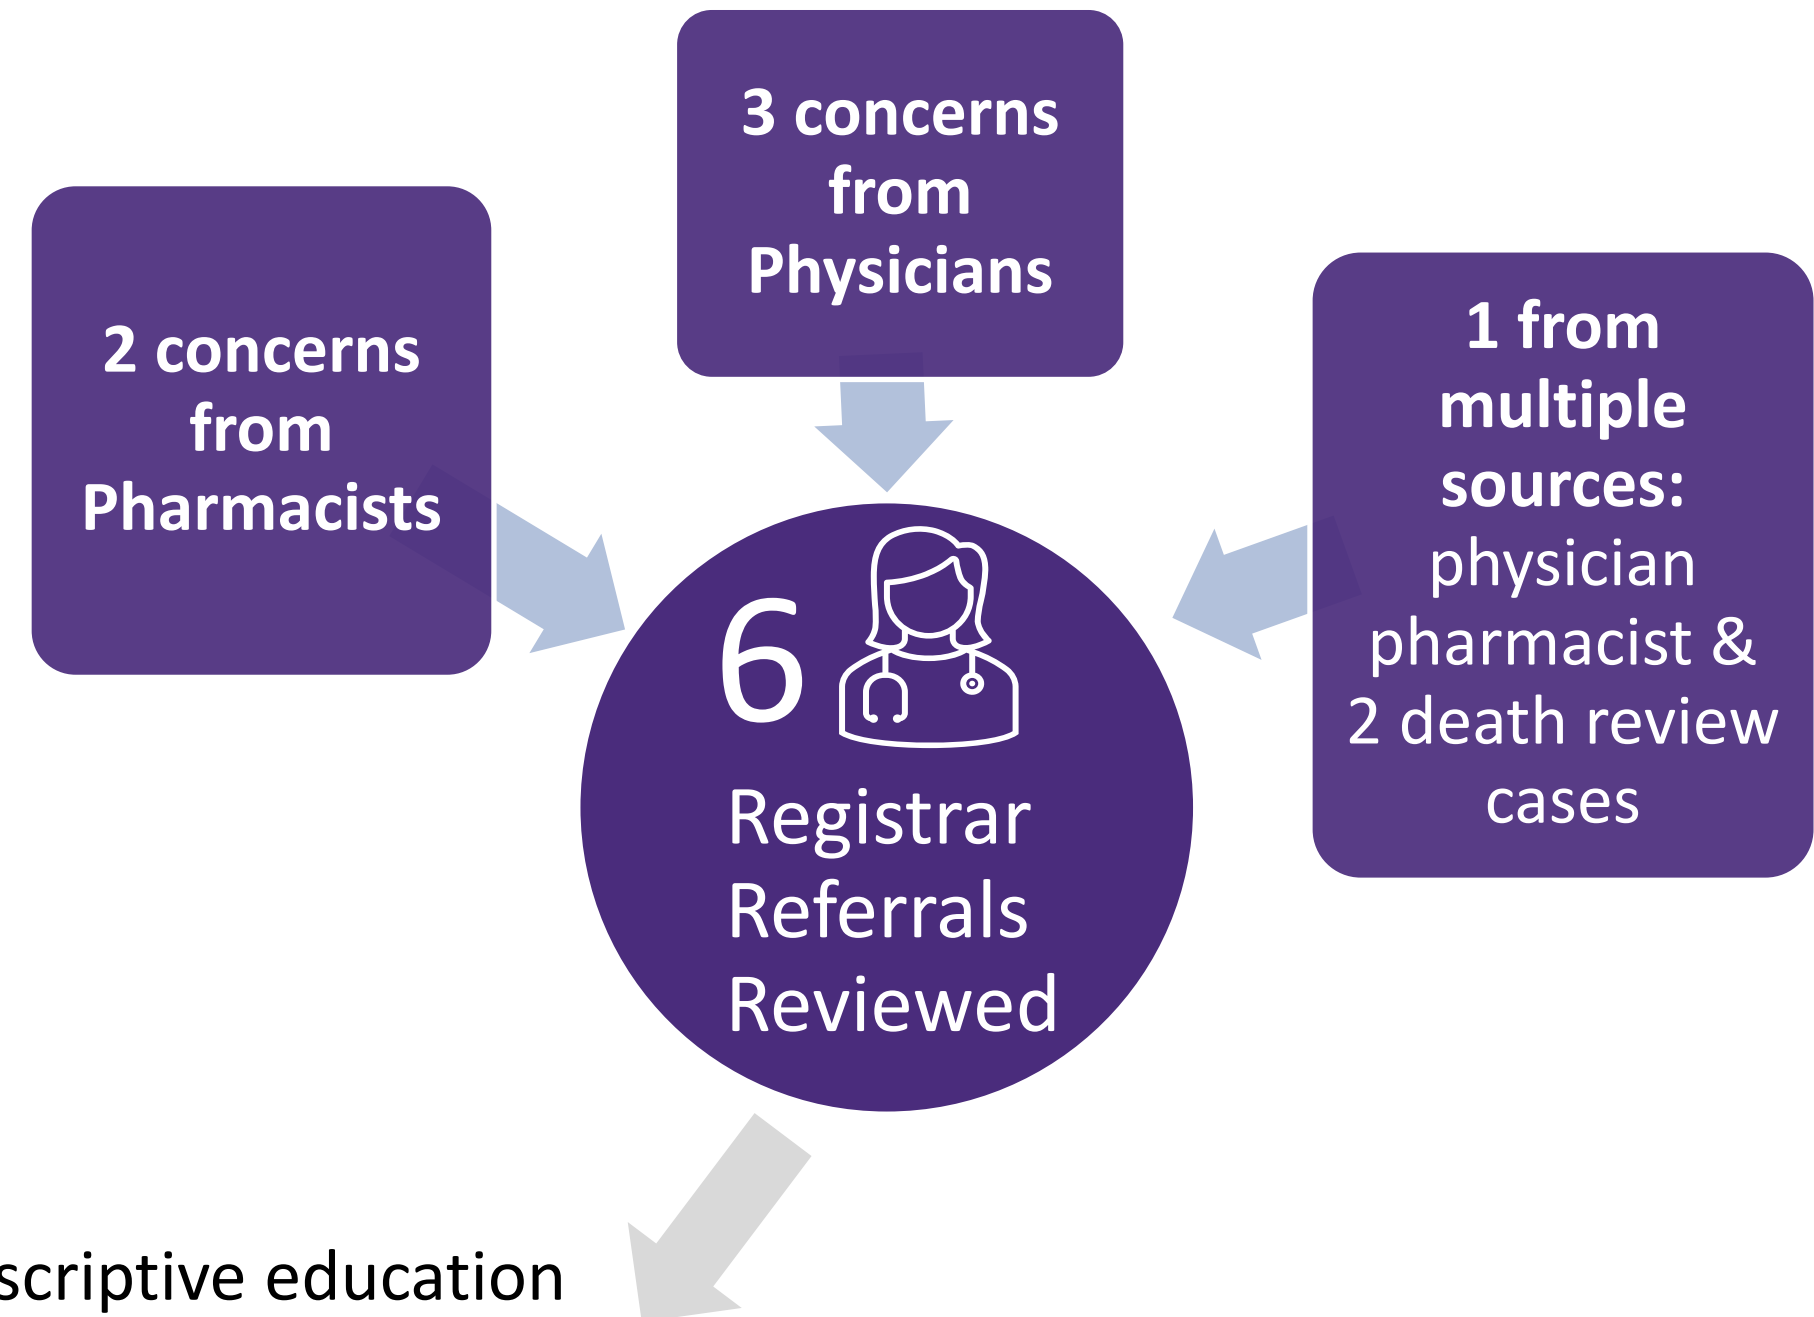 3 concerns
from
Physicians
2 concerns
from
Pharmacists
1 from
multiple
sources:
physician
pharmacist &
2 death review
cases
6
Registrar
Referrals
Reviewed
scriptive education